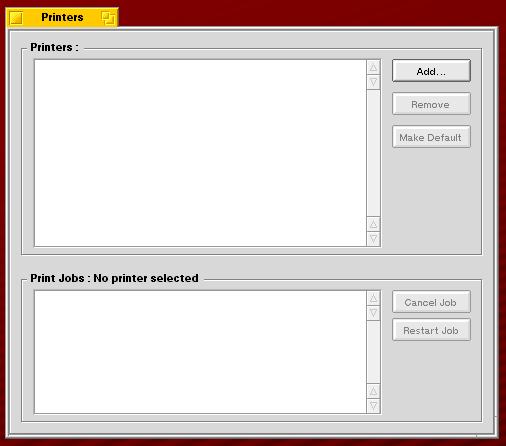 Printers
Printers :
Add...
Remove
Make Default
Print Jobs : No printer selected
Cancel Job
Restart Job